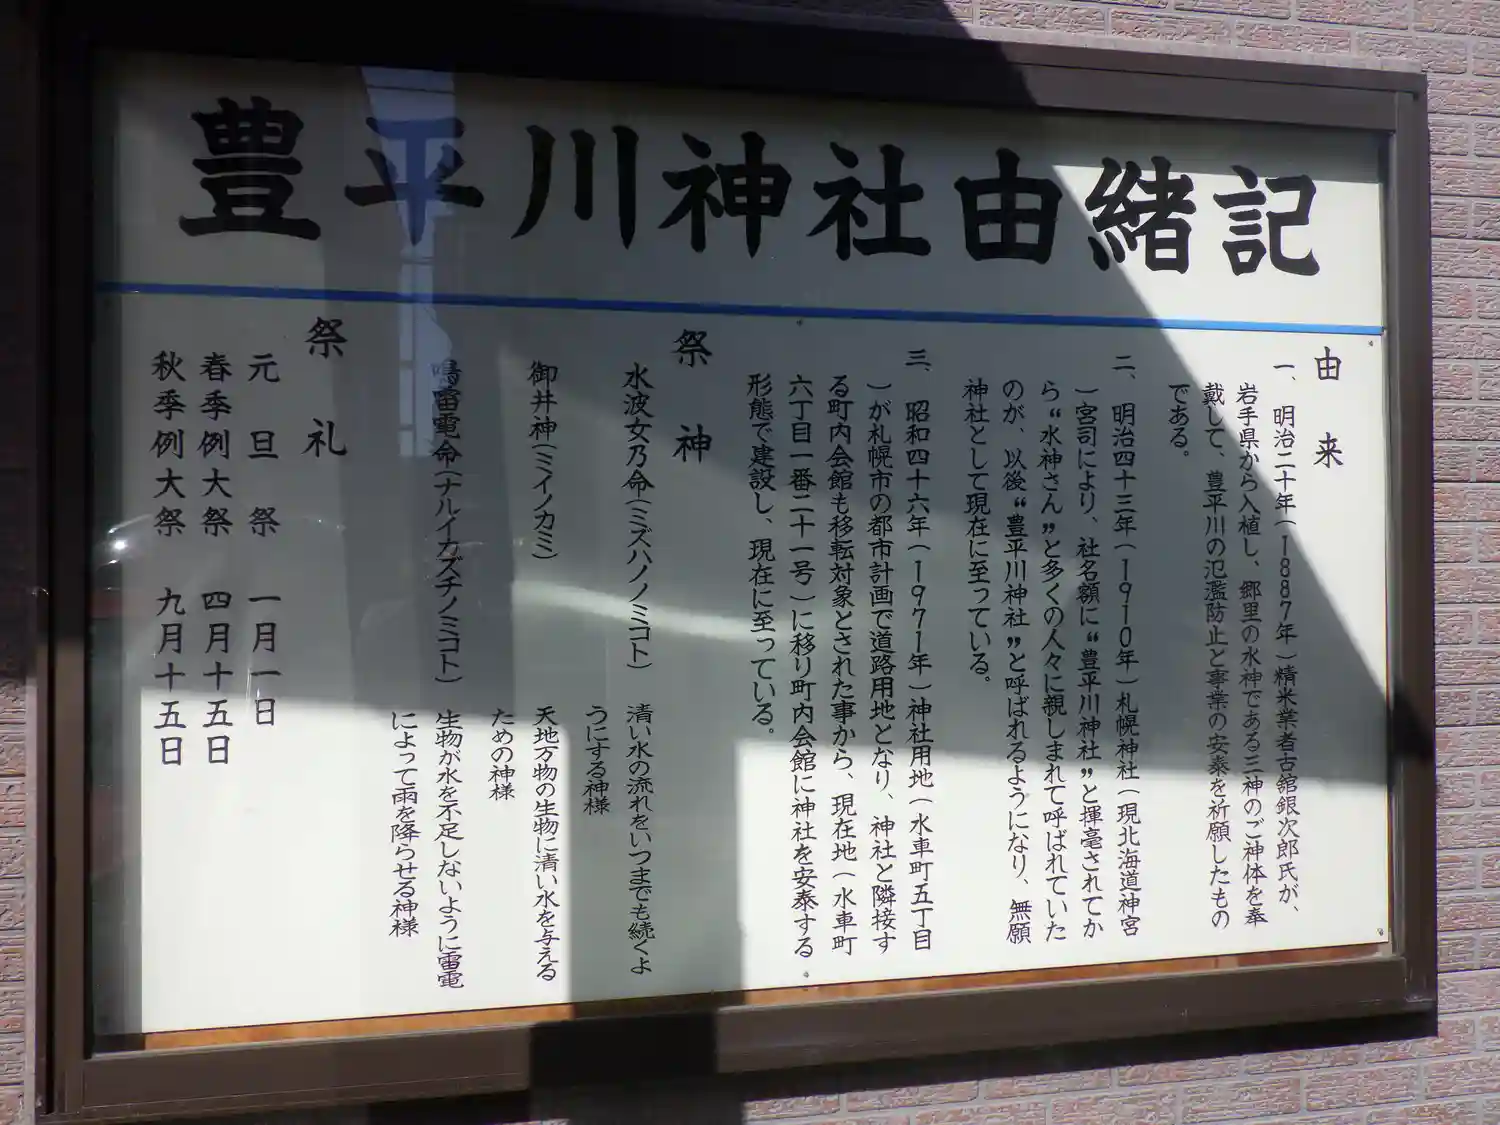 豊平川神社由緒記
由来
一、明治二十年(1887年)精米業者古舘銀次郎氏が、
岩手県から入植し、郷里の水神である三神のご神体を奉
戴して、豊平川の氾濫防止と事業の安泰を祈願したもの
である。
二、明治四十三年(1910年)札幌神社(現北海道神宮
)宮司により、社名額に〝豊平川神社〟と揮毫されてか
ら〝水神さん〟と多くの人々に親しまれて呼ばれていた
のが、以後〝豊平川神社〟と呼ばれるようになり、無願
神社として現在に至っている。
三、昭和四十六年(1971年)神社用地(水車町五丁目
)が札幌市の都市計画で道路用地となり、神社と隣接す
る町内会館も移転対象とされた事から、現在地(水車町
六丁目一番二十一号)に移り町内会館に神社を安泰する
形態で建設し、現在に至っている。
祭神
水波女乃命(ミズハノノミコト) 清い水の流れをいつまでも続くよ
うにする神様
御井神(ミイノカミ) 天地万物の生物に清い水を与える
ための神様
鳴雷電命(ナルイカズチノミコト) 生物が水を不足しないように雷電
によって雨を降らせる神様
祭礼
元旦祭 一月一日
春季例大祭 四月十五日
秋季例大祭 九月十五日